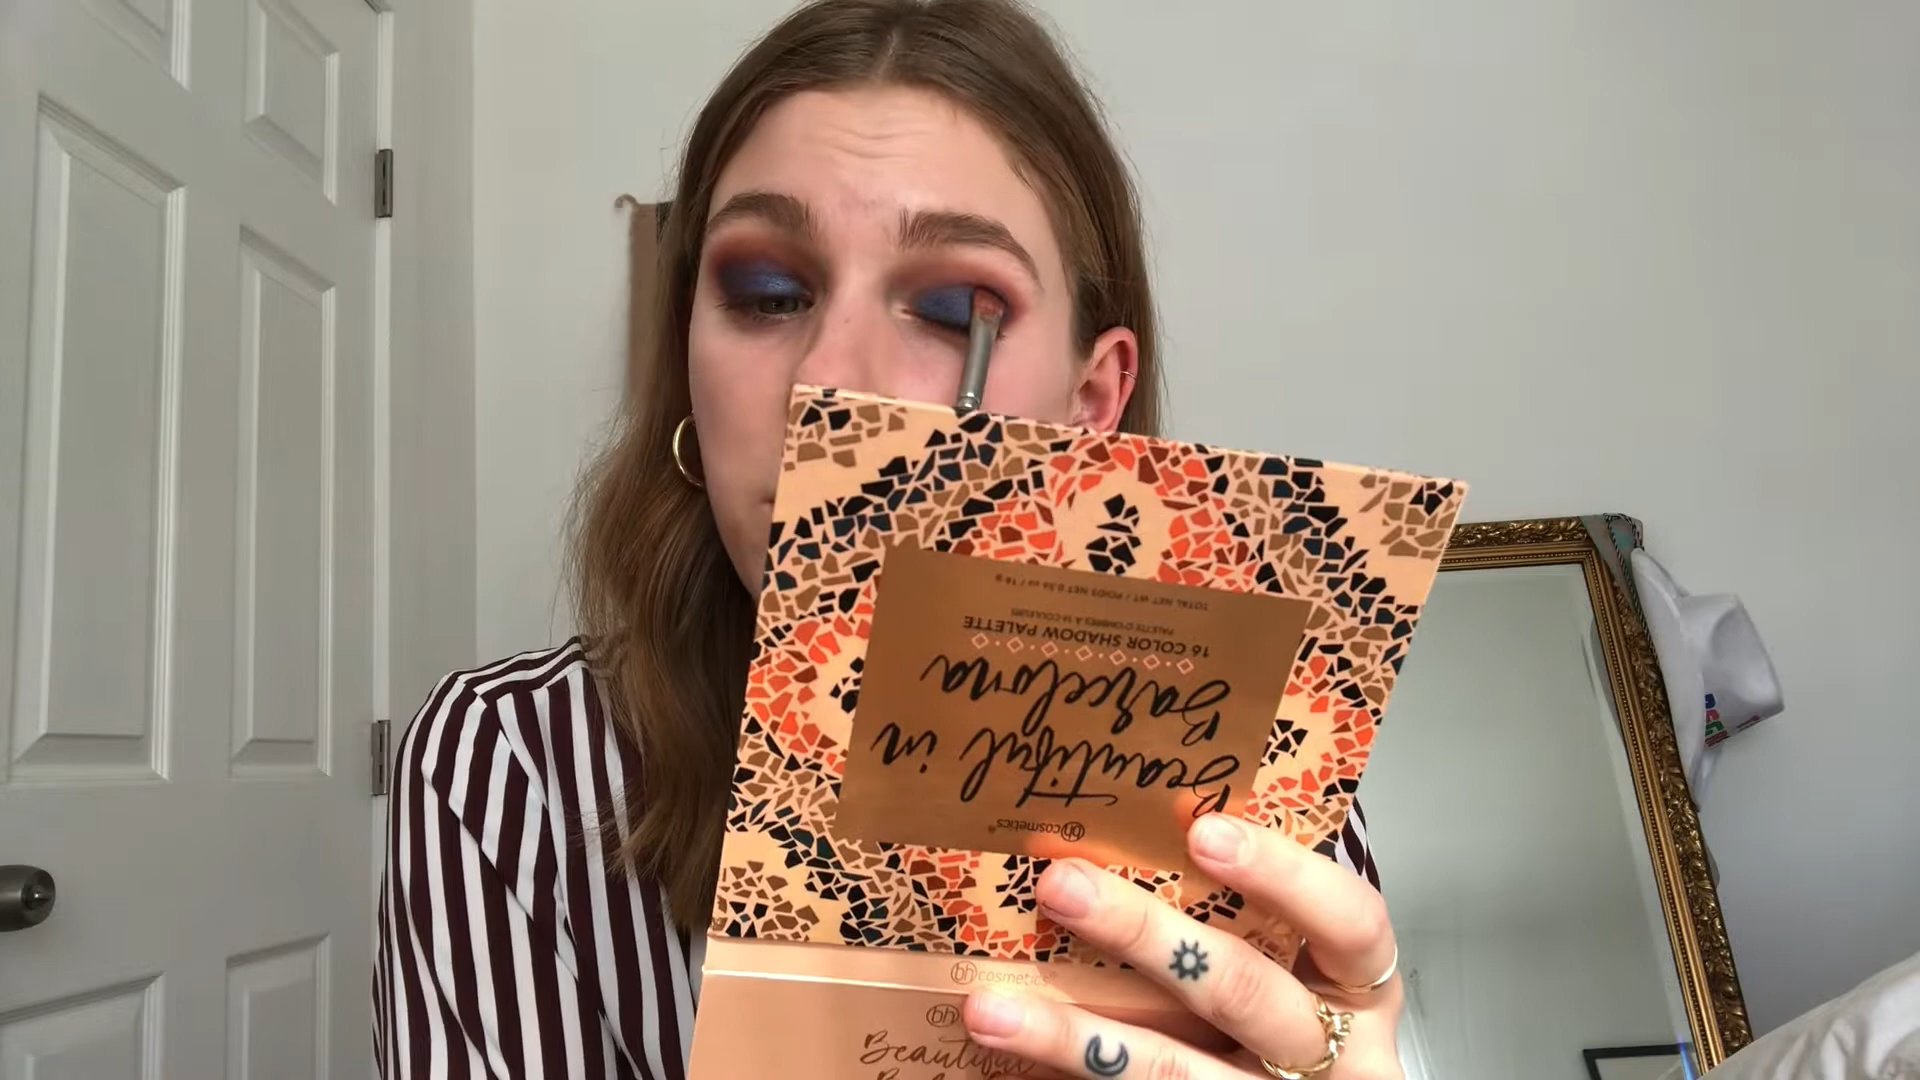 bh cosmetics®
Beautiful in
Barcelona
16 COLOR SHADOW PALETTE
PALETTE D'OMBRES À 16 COULEURS
TOTAL NET WT / POIDS NET 0.56 oz / 16 g
bh cosmetics®
bh
Beautiful